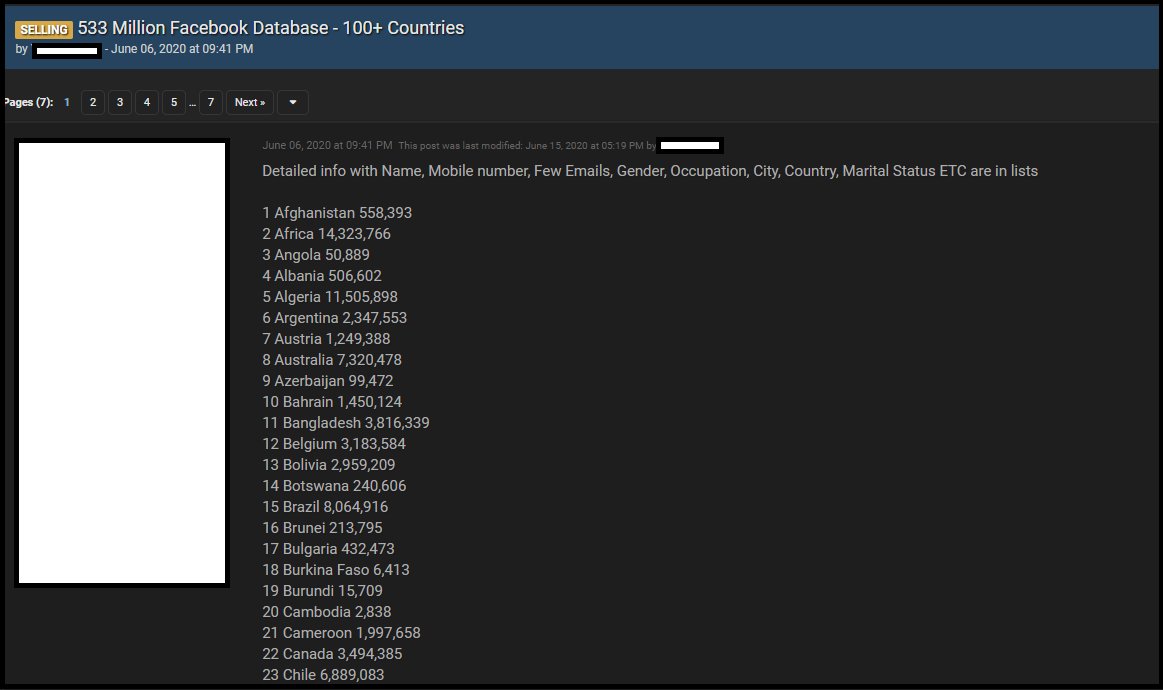 SELLING 533 Million Facebook Database - 100+ Countries
by - June 06, 2020 at 09:41 PM
Pages (7): 1 2 3 4 5 ... 7 Next »
June 06, 2020 at 09:41 PM This post was last modified: June 15, 2020 at 05:19 PM by
Detailed info with Name, Mobile number, Few Emails, Gender, Occupation, City, Country, Marital Status ETC are in lists
1 Afghanistan 558,393
2 Africa 14,323,766
3 Angola 50,889
4 Albania 506,602
5 Algeria 11,505,898
6 Argentina 2,347,553
7 Austria 1,249,388
8 Australia 7,320,478
9 Azerbaijan 99,472
10 Bahrain 1,450,124
11 Bangladesh 3,816,339
12 Belgium 3,183,584
13 Bolivia 2,959,209
14 Botswana 240,606
15 Brazil 8,064,916
16 Brunei 213,795
17 Bulgaria 432,473
18 Burkina Faso 6,413
19 Burundi 15,709
20 Cambodia 2,838
21 Cameroon 1,997,658
22 Canada 3,494,385
23 Chile 6,889,083